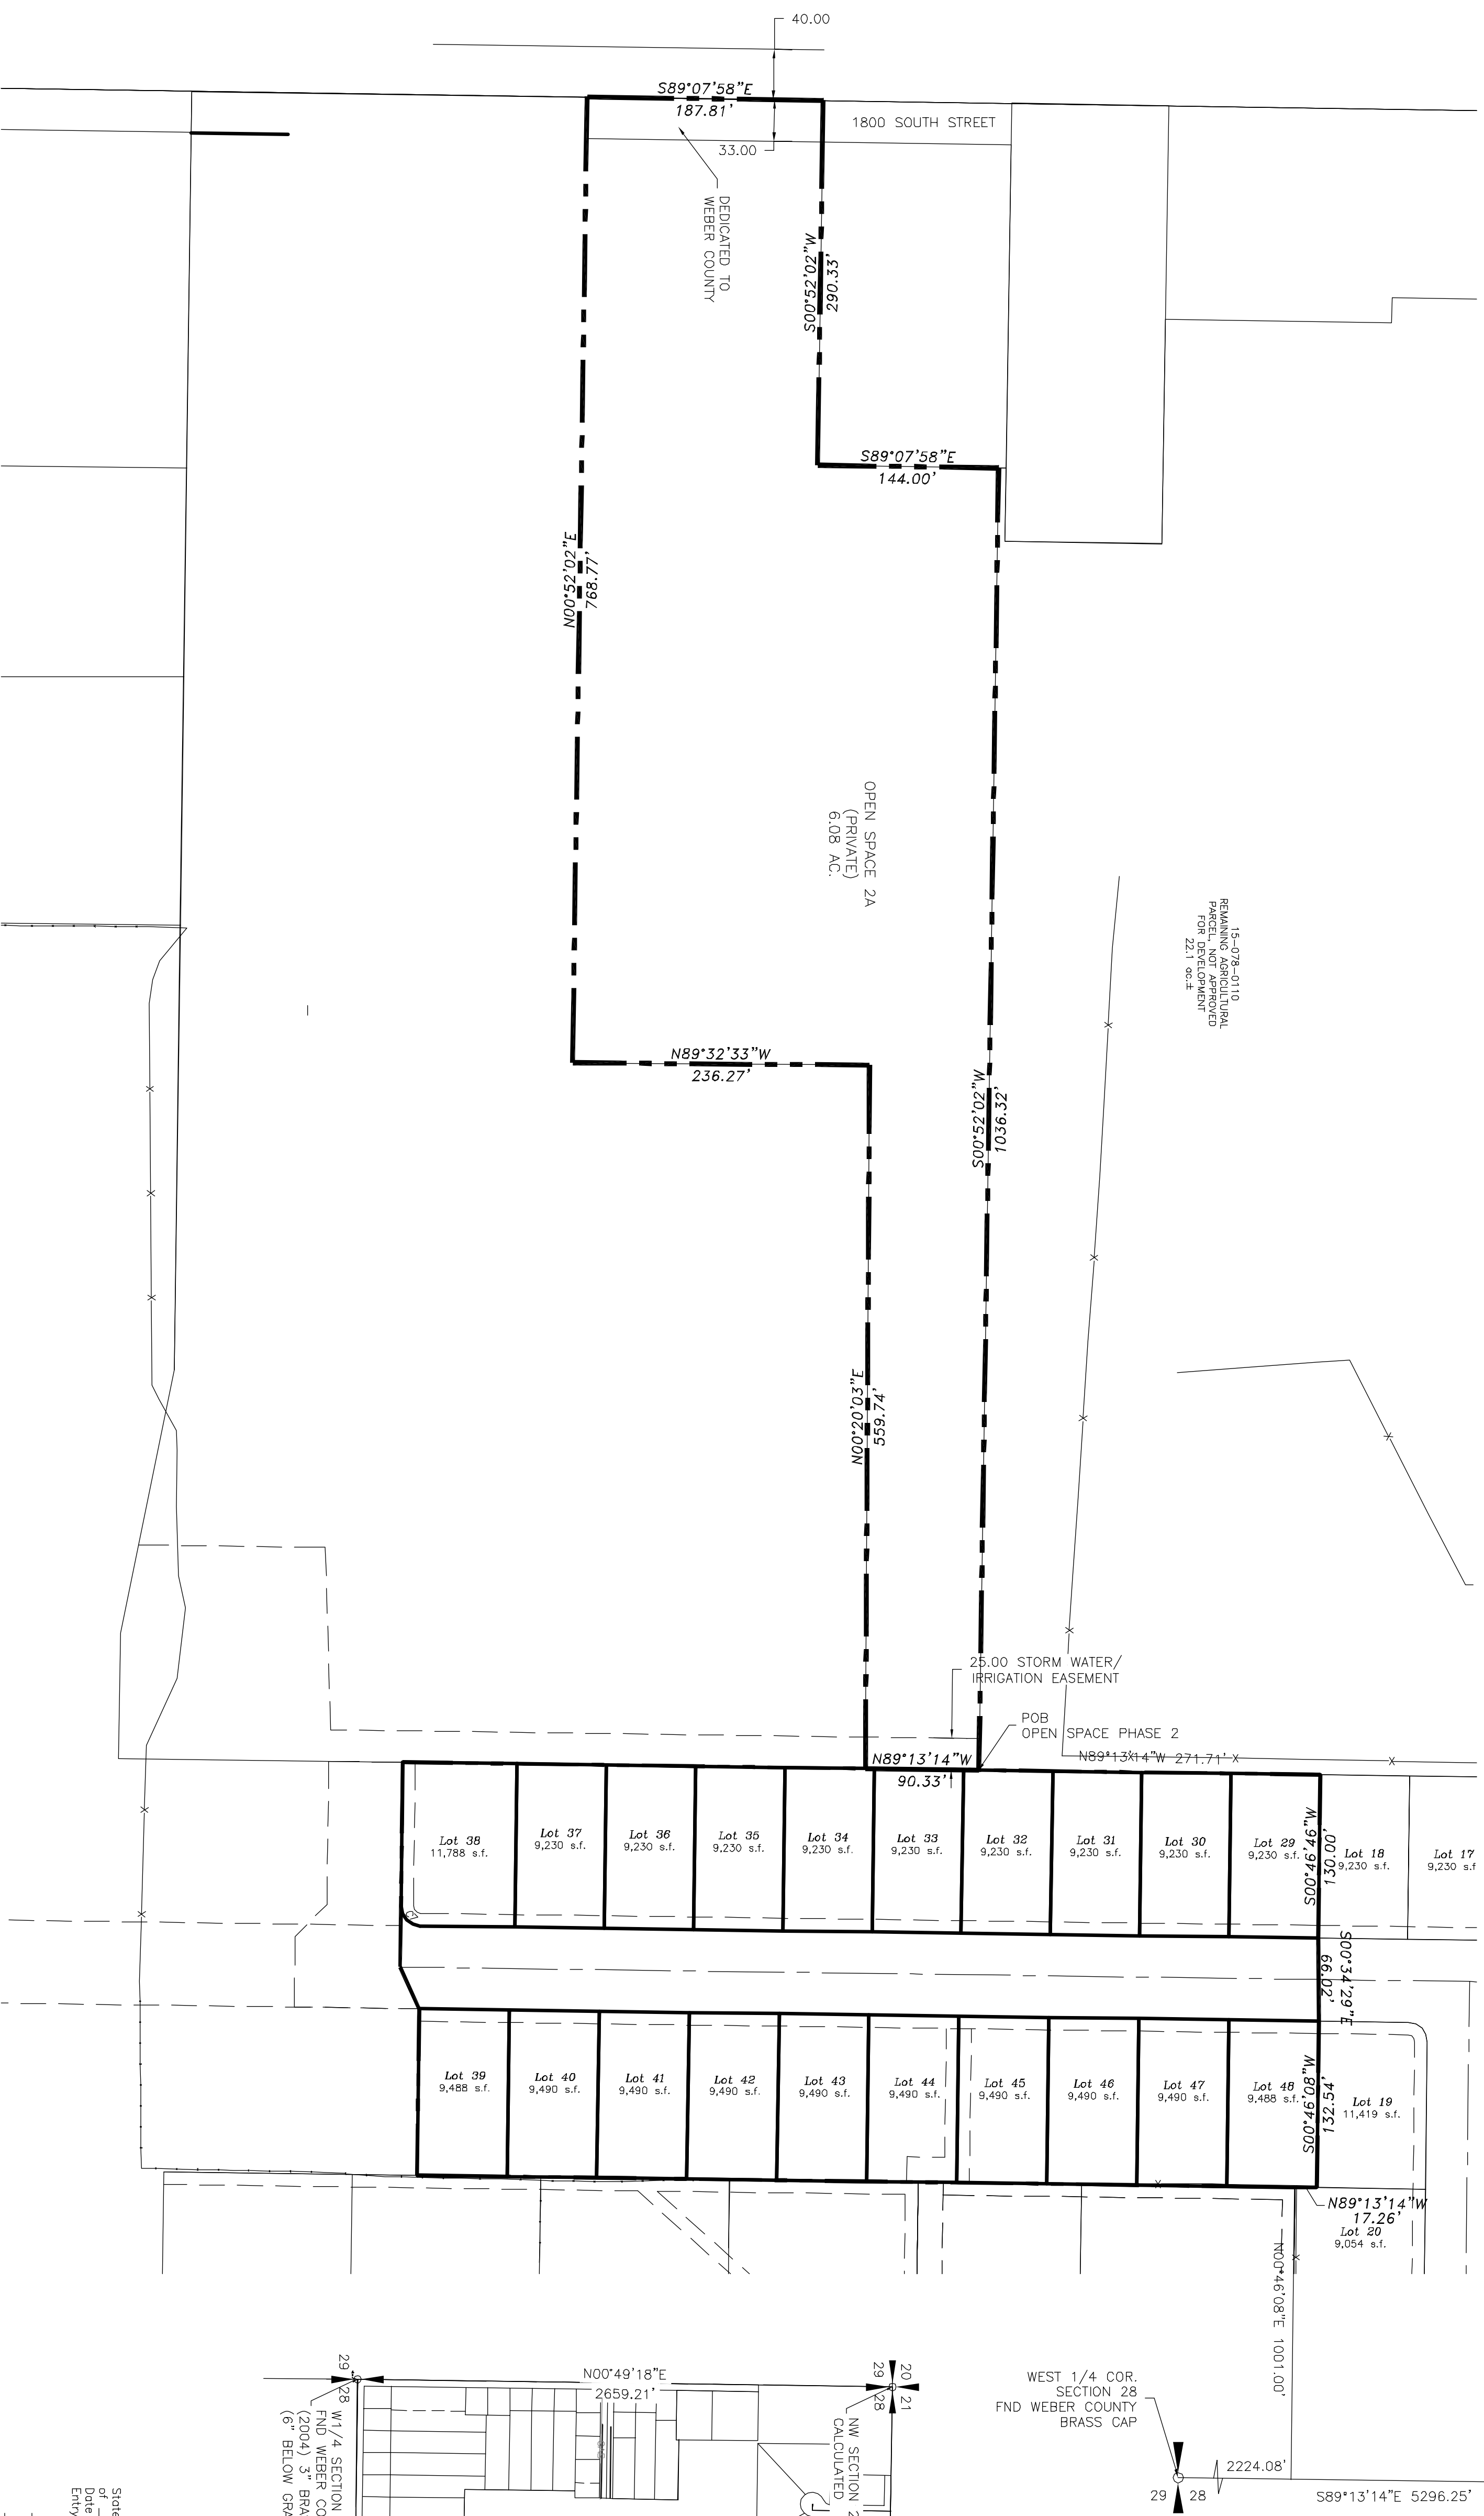 40.00
S89°07'58"E
187.81'
1800 SOUTH STREET
33.00
DEDICATED TO
WEBER COUNTY
S00°52'02"W
290.33'
S89°07'58"E
144.00'
N00°52'02"E
768.77'
OPEN SPACE 2A
(PRIVATE)
6.08 AC.
15-078-0110
REMAINING AGRICULTURAL
PARCEL, NOT APPROVED
FOR DEVELOPMENT
22.1 ac.±
N89°32'33"W
236.27'
S00°52'02"W
1036.32'
N00°20'03"E
559.74'
25.00 STORM WATER/
IRRIGATION EASEMENT
POB
OPEN SPACE PHASE 2
N89°13'14"W
90.33'
N89°13'14"W 271.71'
Lot 38
11,788 s.f.
Lot 37
9,230 s.f.
Lot 36
9,230 s.f.
Lot 35
9,230 s.f.
Lot 34
9,230 s.f.
Lot 33
9,230 s.f.
Lot 32
9,230 s.f.
Lot 31
9,230 s.f.
Lot 30
9,230 s.f.
Lot 29
9,230 s.f.
S00°46'46"W
130.00'
Lot 18
9,230 s.f.
Lot 17
9,230 s.f
S00°34'29"E
66.02'
Lot 39
9,488 s.f.
Lot 40
9,490 s.f.
Lot 41
9,490 s.f.
Lot 42
9,490 s.f.
Lot 43
9,490 s.f.
Lot 44
9,490 s.f.
Lot 45
9,490 s.f.
Lot 46
9,490 s.f.
Lot 47
9,490 s.f.
Lot 48
9,488 s.f.
S00°46'08"W
132.54'
Lot 19
11,419 s.f.
N89°13'14"W
17.26'
Lot 20
9,054 s.f.
N00°46'08"E 1001.00'
29
28
N00°49'18"E
2659.21'
20
21
29
28
W1/4 SECTION
FND WEBER CO
(2004) 3" BRA
(6" BELOW GRA
NW SECTION 2
CALCULATED
WEST 1/4 COR.
SECTION 28
FND WEBER COUNTY
BRASS CAP
2224.08'
29 28
S89°13'14"E 5296.25'
State
of
Date
Entry